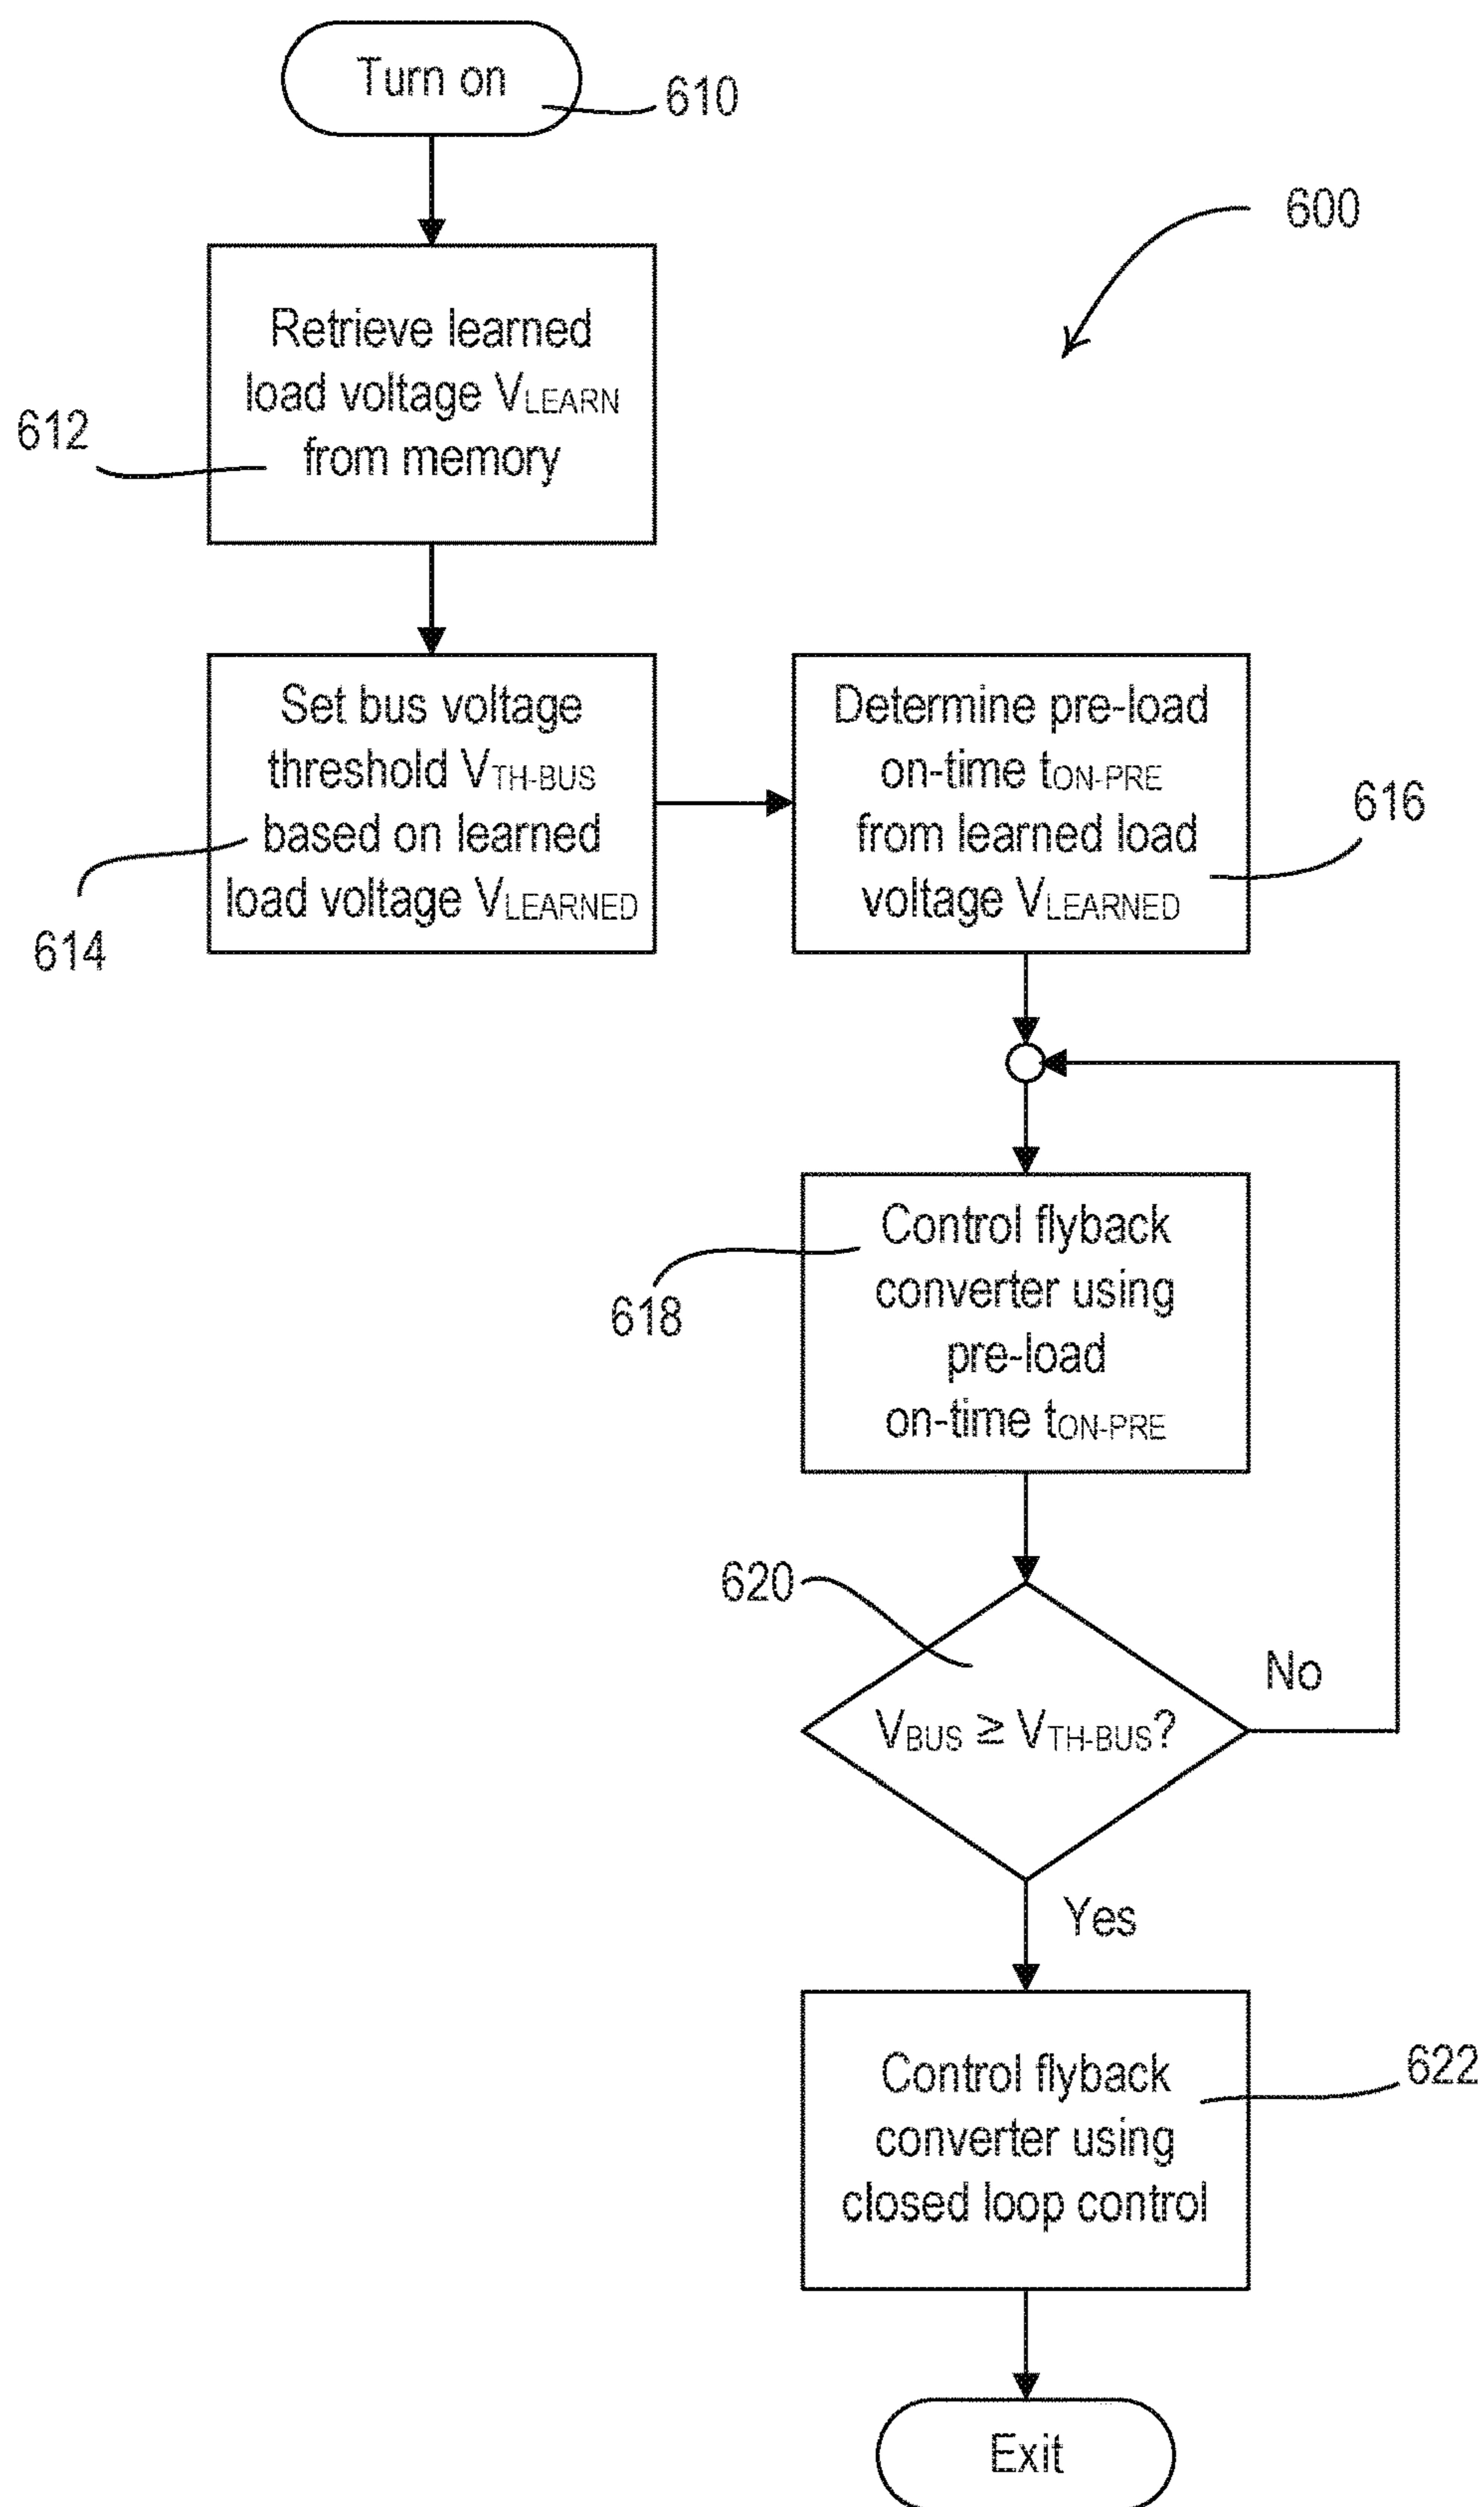 Turn on
610
600
Retrieve learned
load voltage VLEARN
from memory
612
Set bus voltage
threshold VTH-BUS
based on learned
load voltage VLEARNED
614
Determine pre-load
on-time tON-PRE
from learned load
voltage VLEARNED
616
Control flyback
converter using
pre-load
on-time tON-PRE
618
620
VBUS ≥ VTH-BUS?
No
Yes
Control flyback
converter using
closed loop control
622
Exit